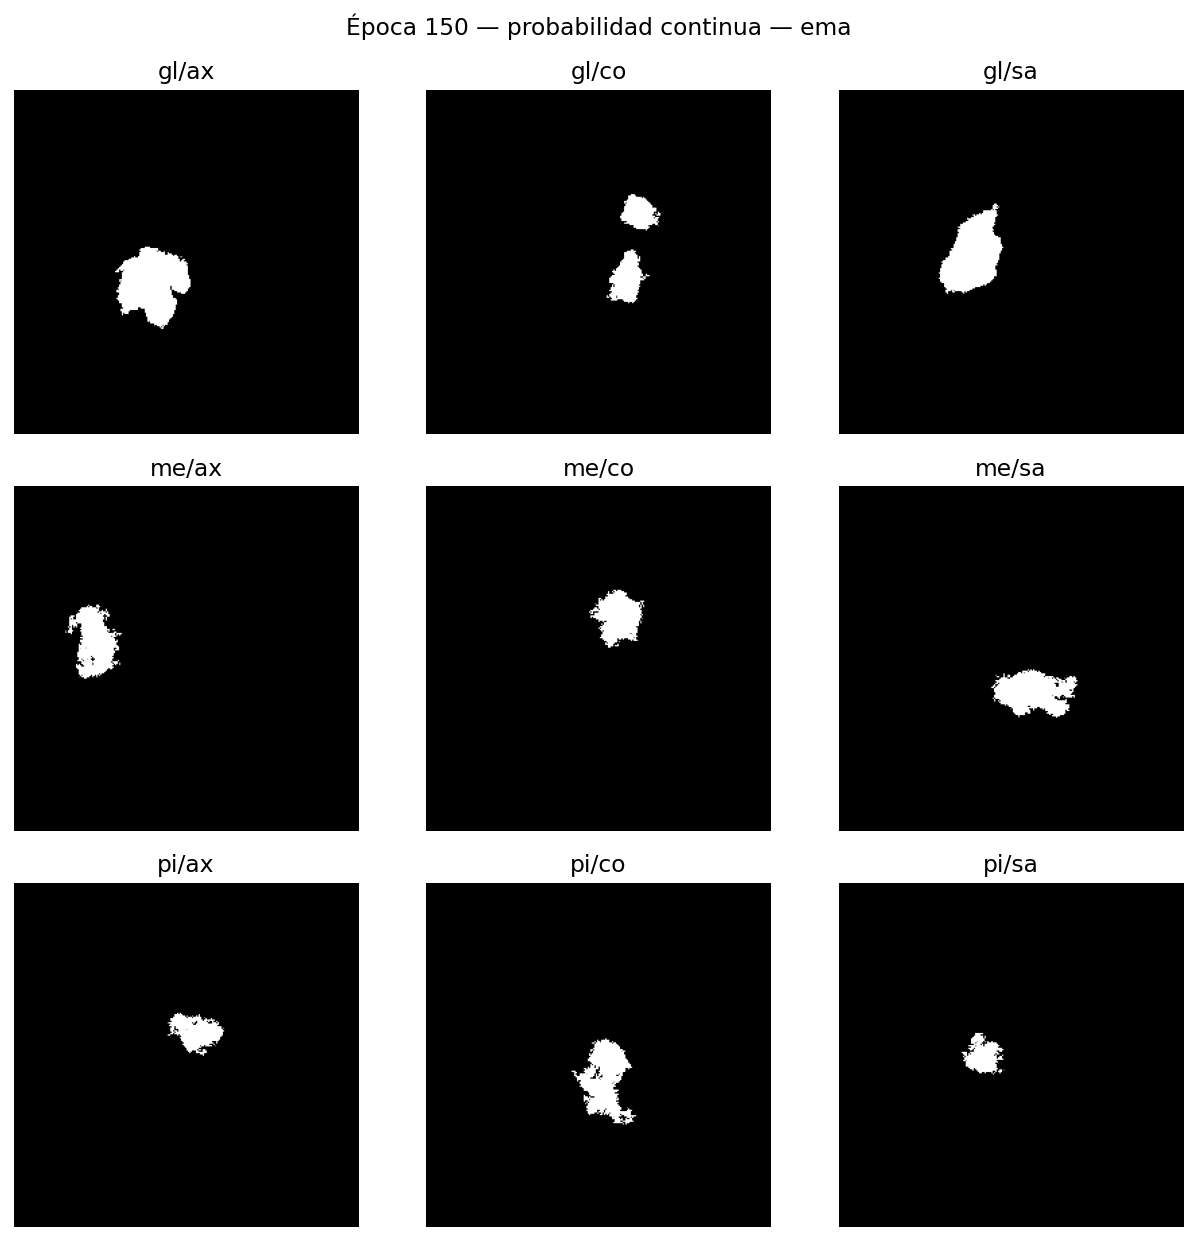 Época 150 — probabilidad continua — ema
gl/ax
gl/co
gl/sa
me/ax
me/co
me/sa
pi/ax
pi/co
pi/sa